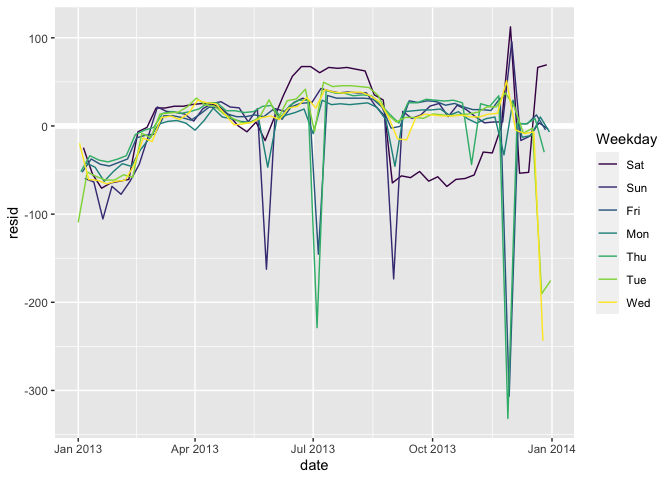 100
0
-100
-200
-300
resid
Jan 2013
Apr 2013
Jul 2013
Oct 2013
Jan 2014
date
Weekday
Sat
Sun
Fri
Mon
Thu
Tue
Wed